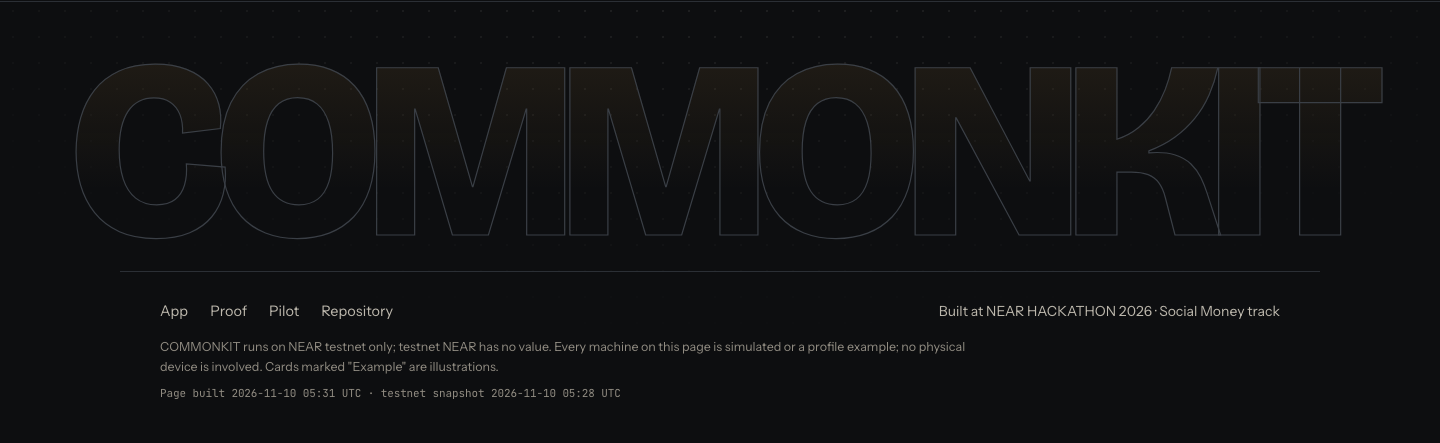 COMMONKIT
App Proof Pilot Repository
Built at NEAR HACKATHON 2026 · Social Money track
COMMONKIT runs on NEAR testnet only; testnet NEAR has no value. Every machine on this page is simulated or a profile example; no physical
device is involved. Cards marked "Example" are illustrations.
Page built 2026-11-10 05:31 UTC · testnet snapshot 2026-11-10 05:28 UTC